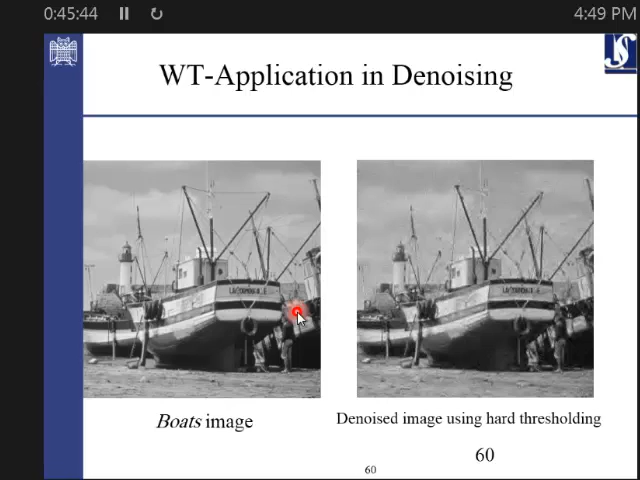 0:45:44
4:49 PM
WT-Application in Denoising
Boats image
Denoised image using hard thresholding
60
60